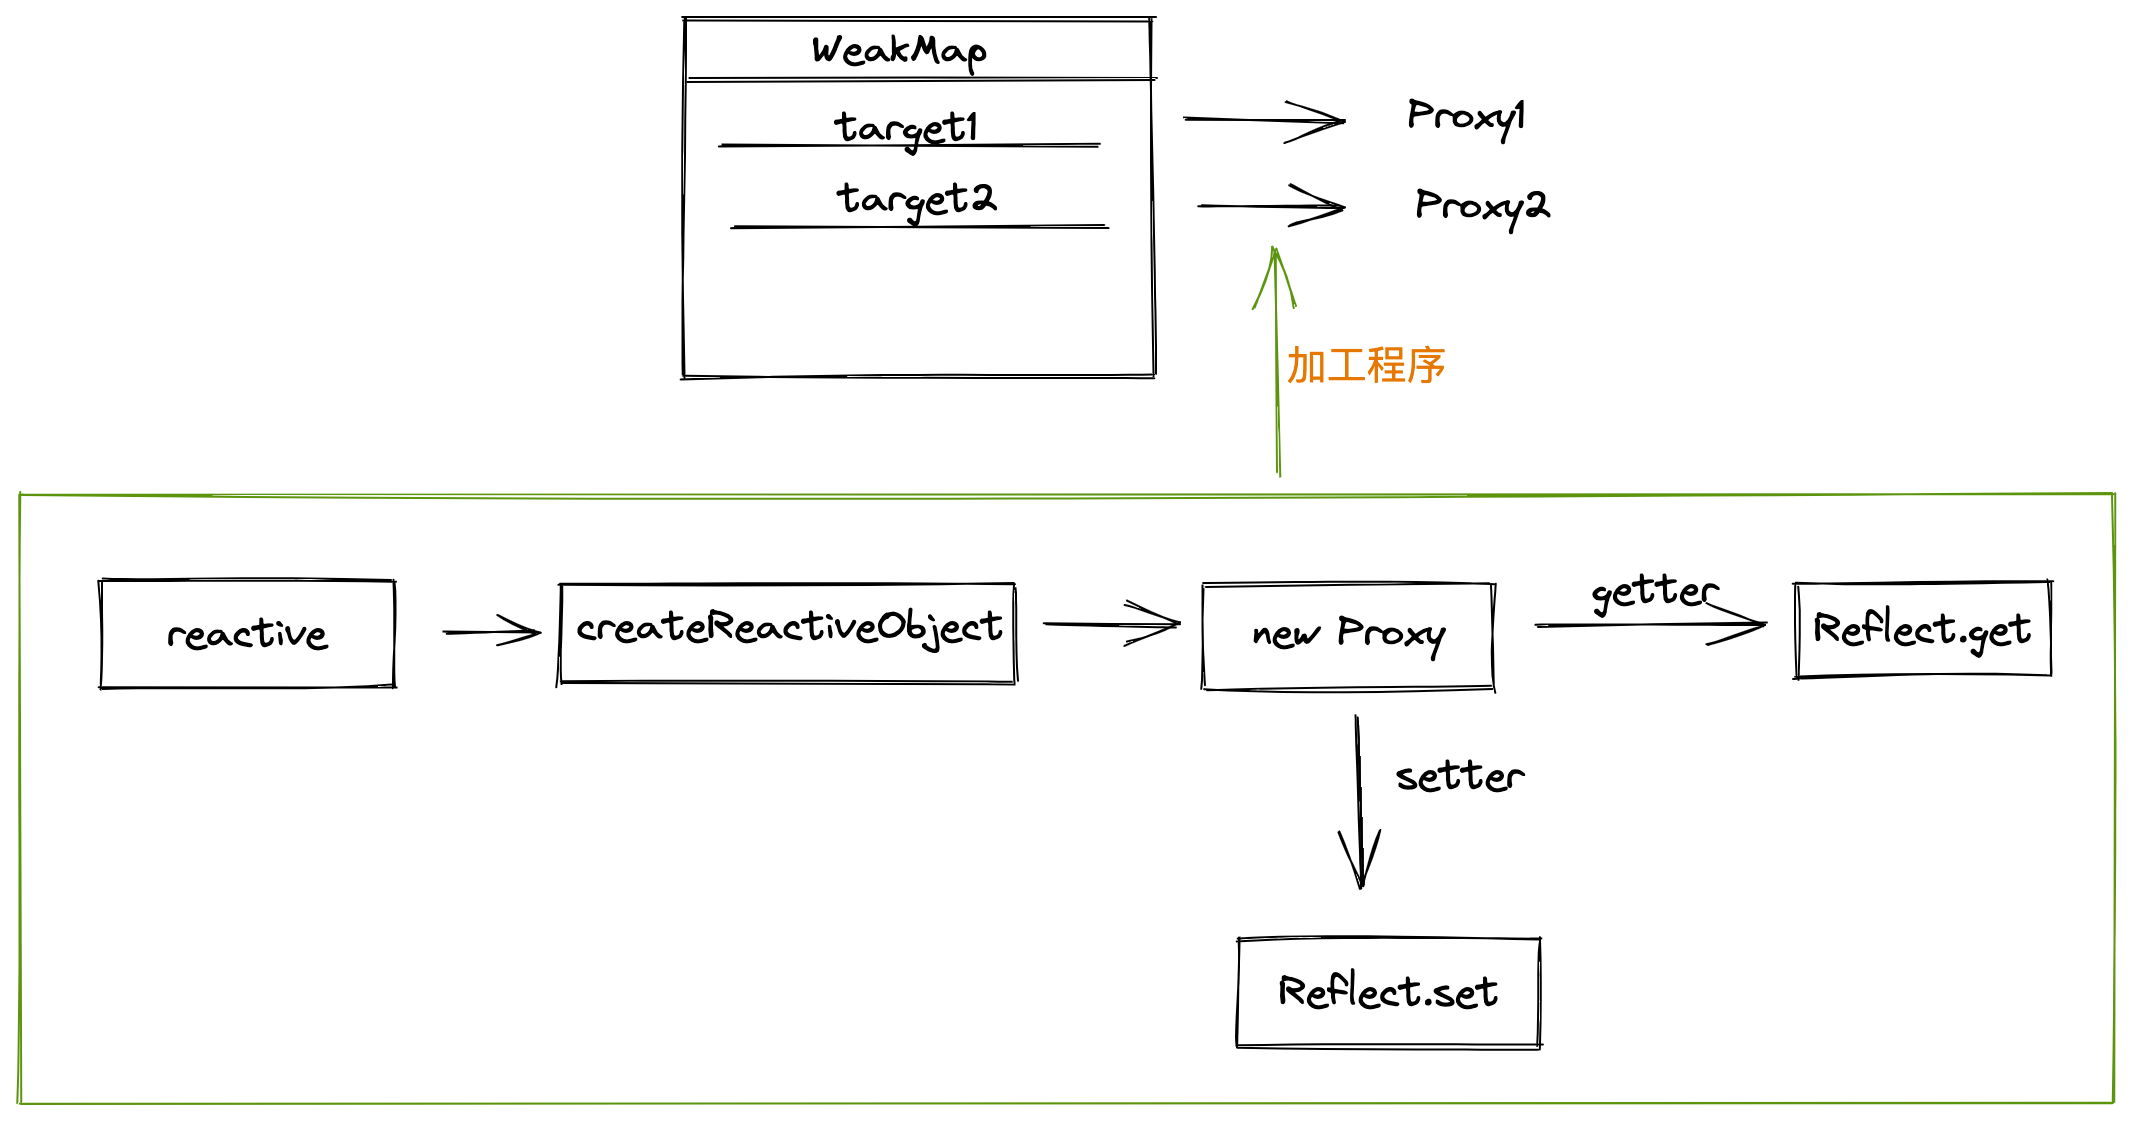 WeakMap
target1
Proxy1
target2
Proxy2
加工程序
reactive
createReactiveObject
new Proxy
getter
Reflect.get
setter
Reflect.set